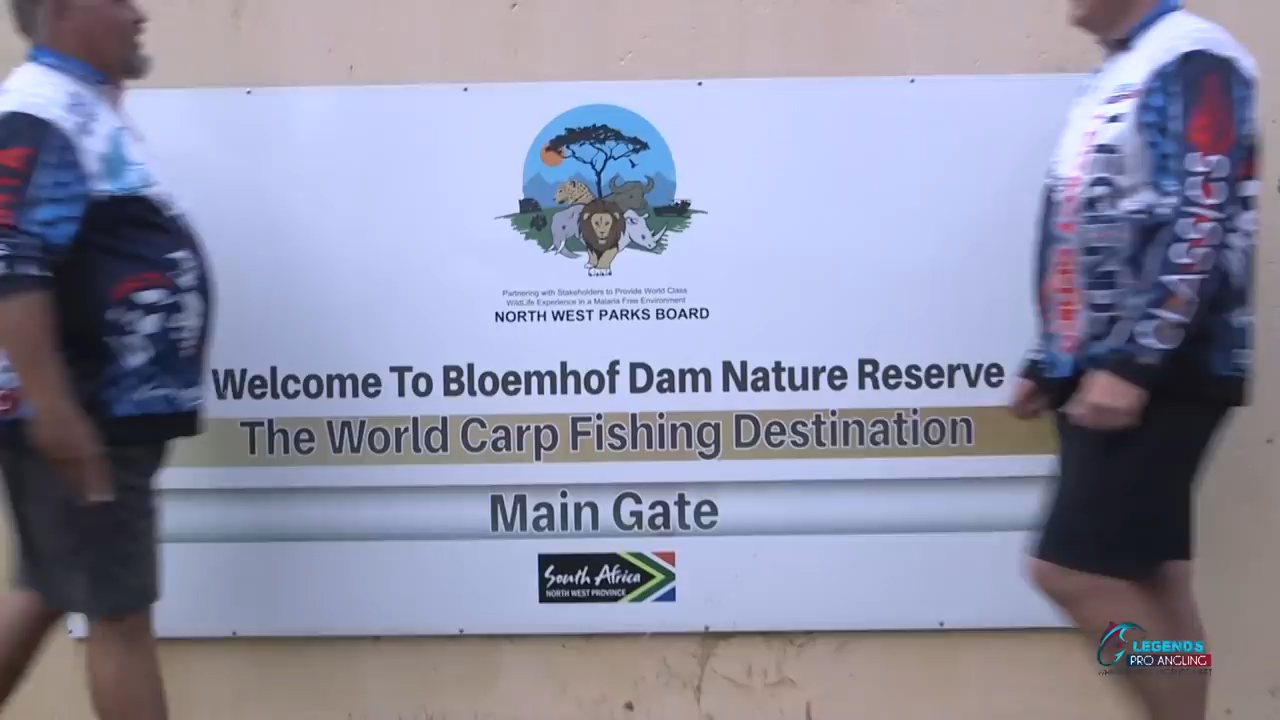 Partnering with Stakeholders to Provide World Class
WildLife Experience in a Malaria Free Environment
NORTH WEST PARKS BOARD
Welcome To Bloemhof Dam Nature Reserve
The World Carp Fishing Destination
Main Gate
South Africa
NORTH WEST PROVINCE
CLASSICS
LEGENDS
PRO ANGLING